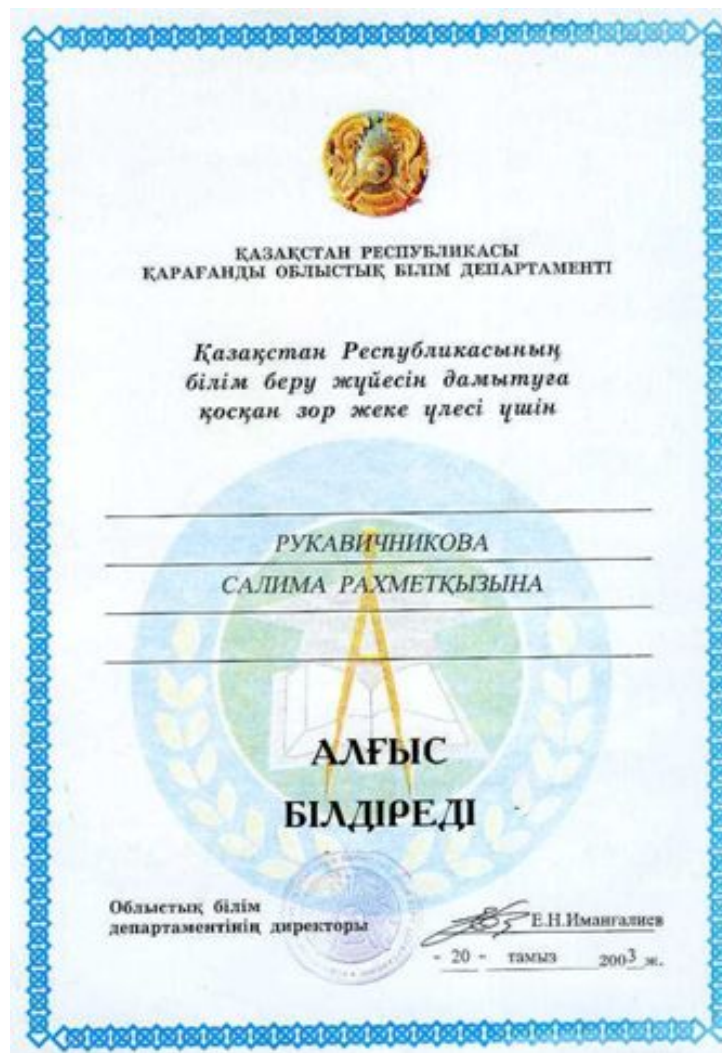 ҚАЗАҚСТАН РЕСПУБЛИКАСЫ
ҚАРАҒАНДЫ ОБЛЫСТЫҚ БІЛІМ ДЕПАРТАМЕНТІ
Қазақстан Республикасының
білім беру жүйесін дамытуға
қосқан зор жеке үлесі үшін
РУКАВИЧНИКОВА
САЛИМА РАХМЕТҚЫЗЫНА
АЛҒЫС
БІЛДІРЕДІ
Облыстық білім
департаментінің директоры
Е.Н.Иманғалиев
- 20 - тамыз 2003 ж.